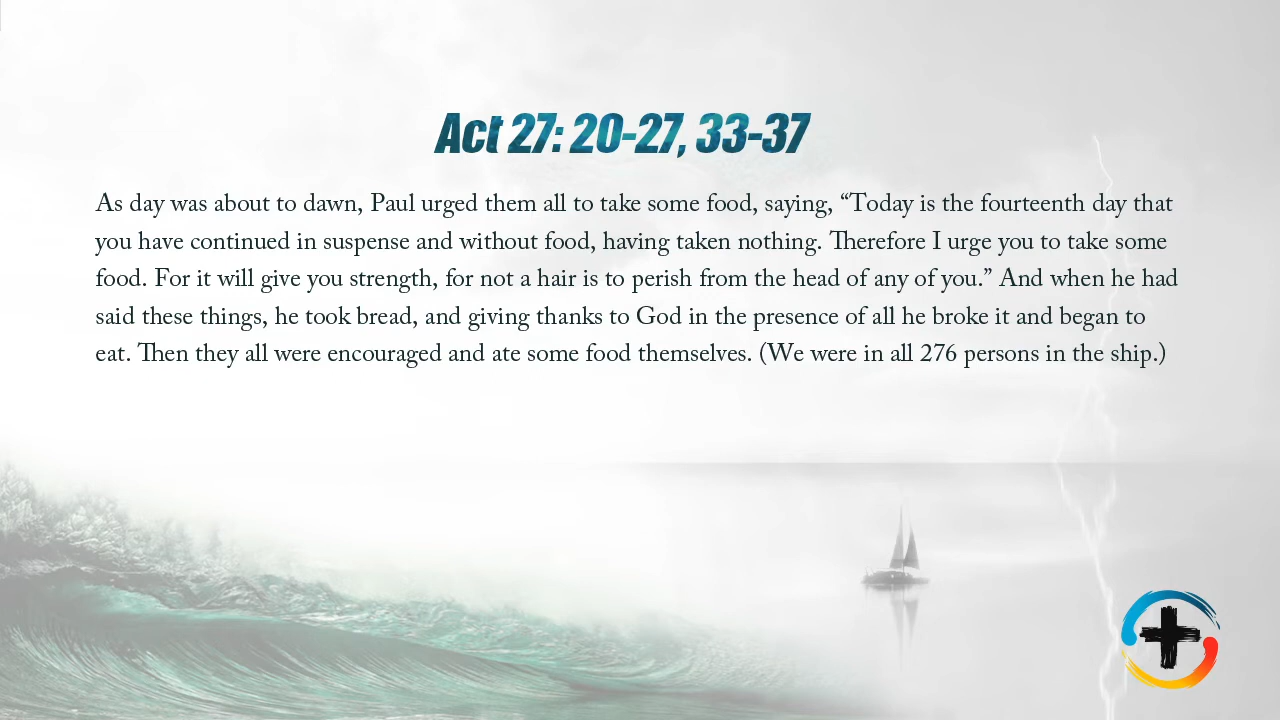 Act 27: 20-27, 33-37
As day was about to dawn, Paul urged them all to take some food, saying, “Today is the fourteenth day that
you have continued in suspense and without food, having taken nothing. Therefore I urge you to take some
food. For it will give you strength, for not a hair is to perish from the head of any of you.” And when he had
said these things, he took bread, and giving thanks to God in the presence of all he broke it and began to
eat. Then they all were encouraged and ate some food themselves. (We were in all 276 persons in the ship.)